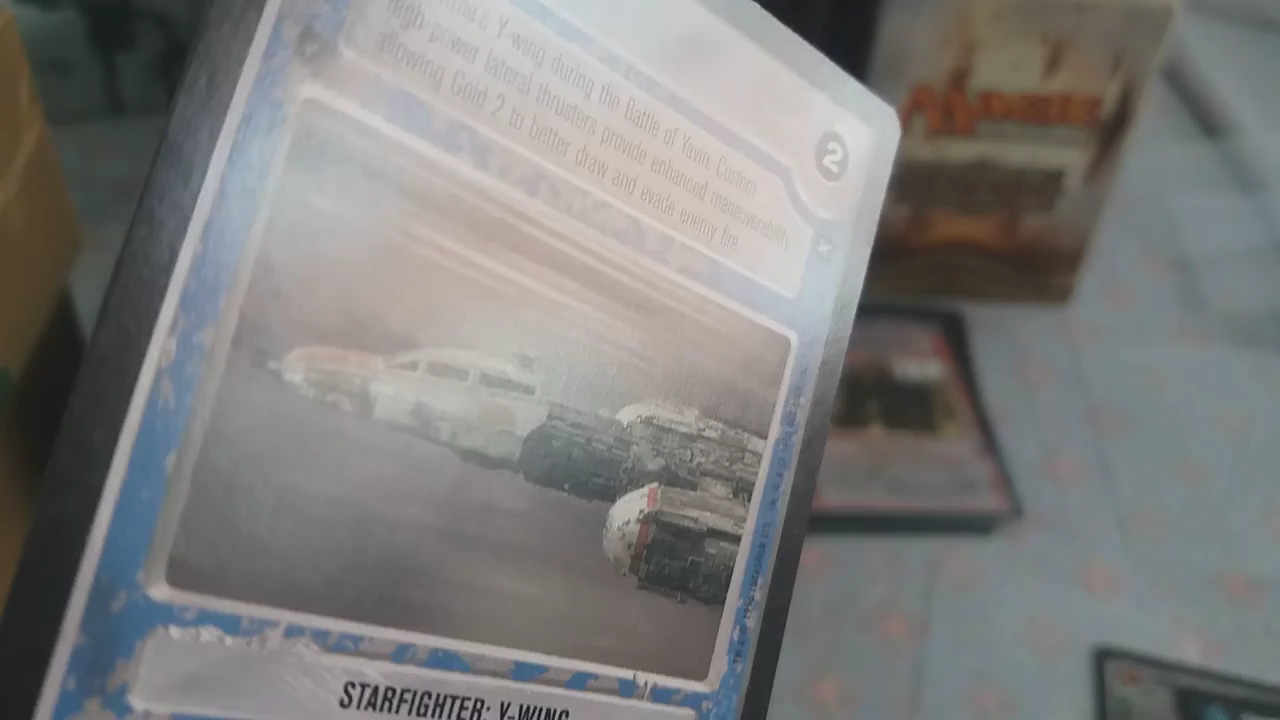 Y-wing during the Battle of Yavin. Custom
high-power lateral thrusters provide enhanced maneuverability
allowing Gold 2 to better draw and evade enemy fire.
2
STARFIGHTER: Y-WING